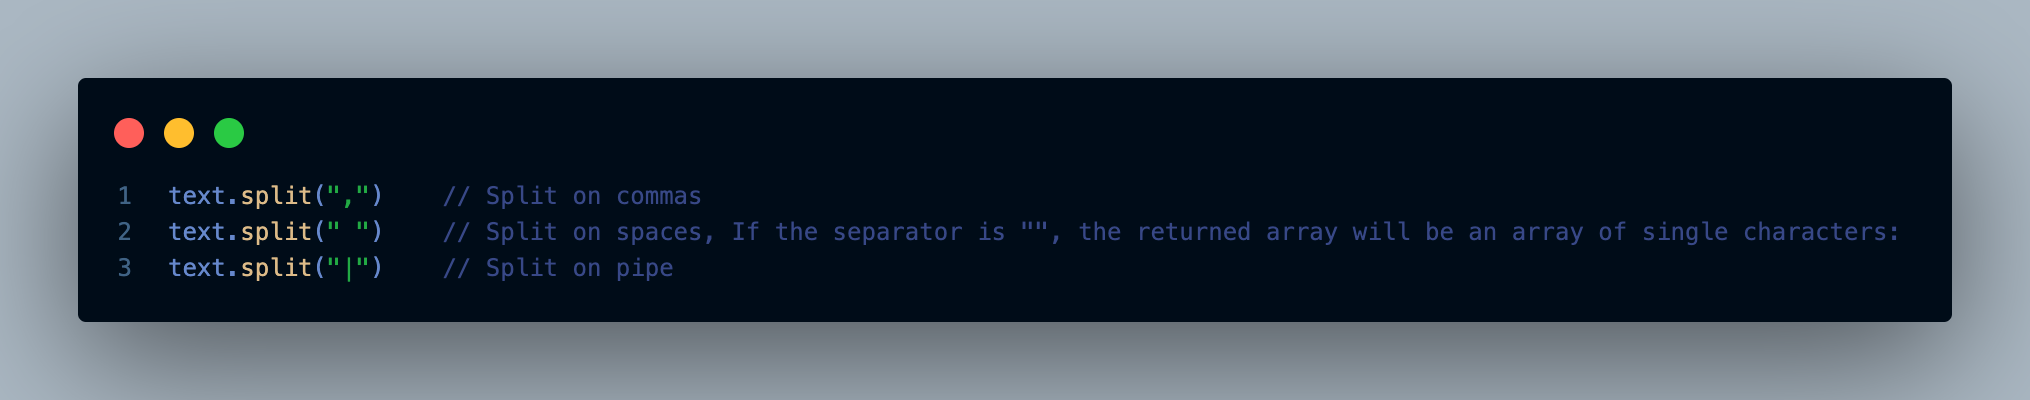 1 text.split(",") // Split on commas
2 text.split(" ") // Split on spaces, If the separator is "", the returned array will be an array of single characters:
3 text.split("|") // Split on pipe